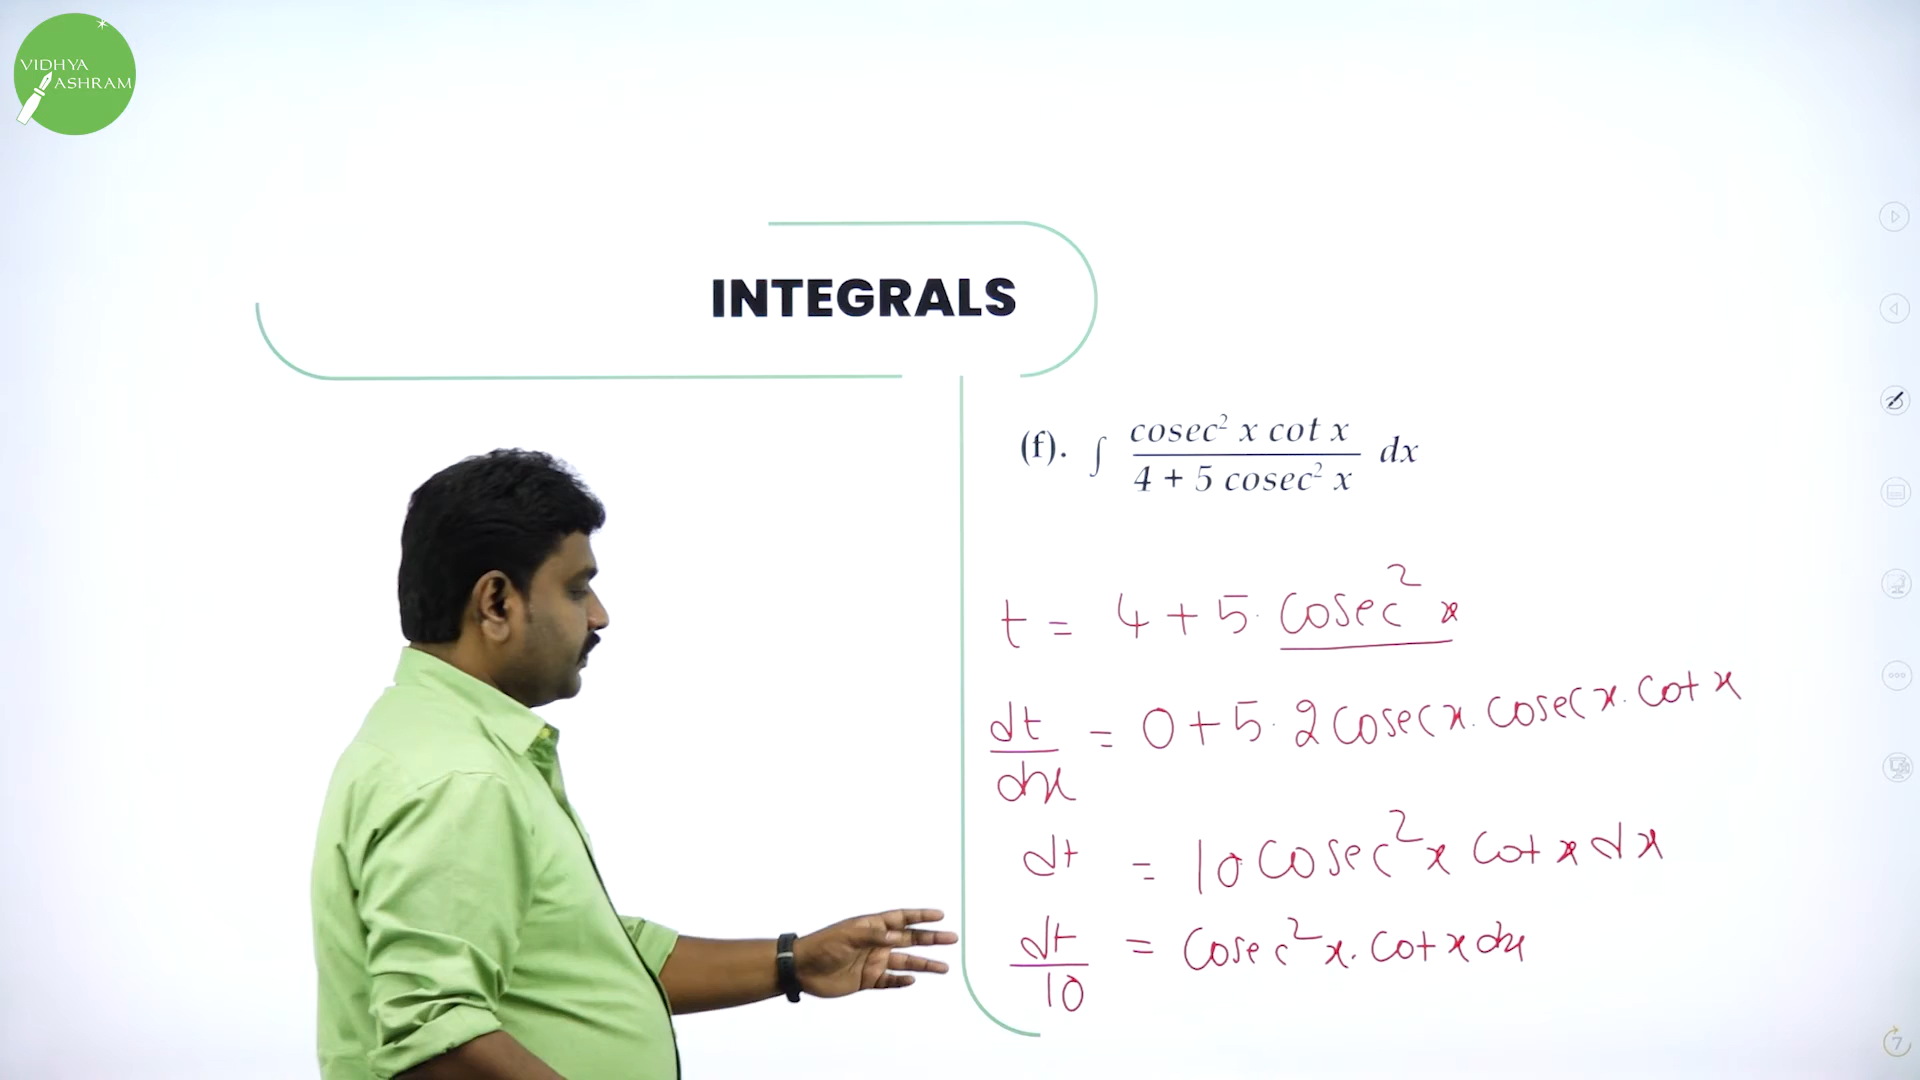 VIDHYA
ASHRAM
INTEGRALS
(f). ∫ cosec² x cot x / 4 + 5 cosec² x dx
t = 4 + 5 · cosec² x
dt/dx = 0 + 5 · 2 cosec x · cosec x · cot x
dt = 10 cosec² x cot x dx
dt/10 = cosec² x · cot x dx
7